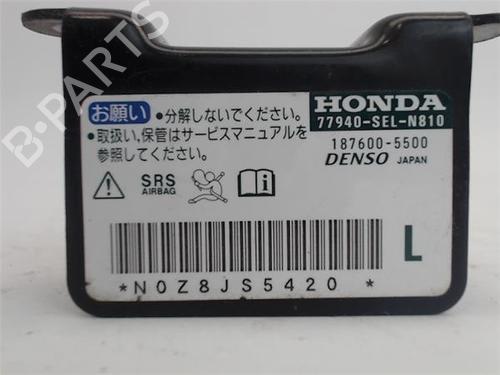 B-PARTS
お願い
•分解しないでください。
•取扱い、保管はサービスマニュアルを
参照してください。
HONDA
77940-SEL-N810
187600-5500
DENSO JAPAN
SRS
AIRBAG
L
*N0Z8JS5420*